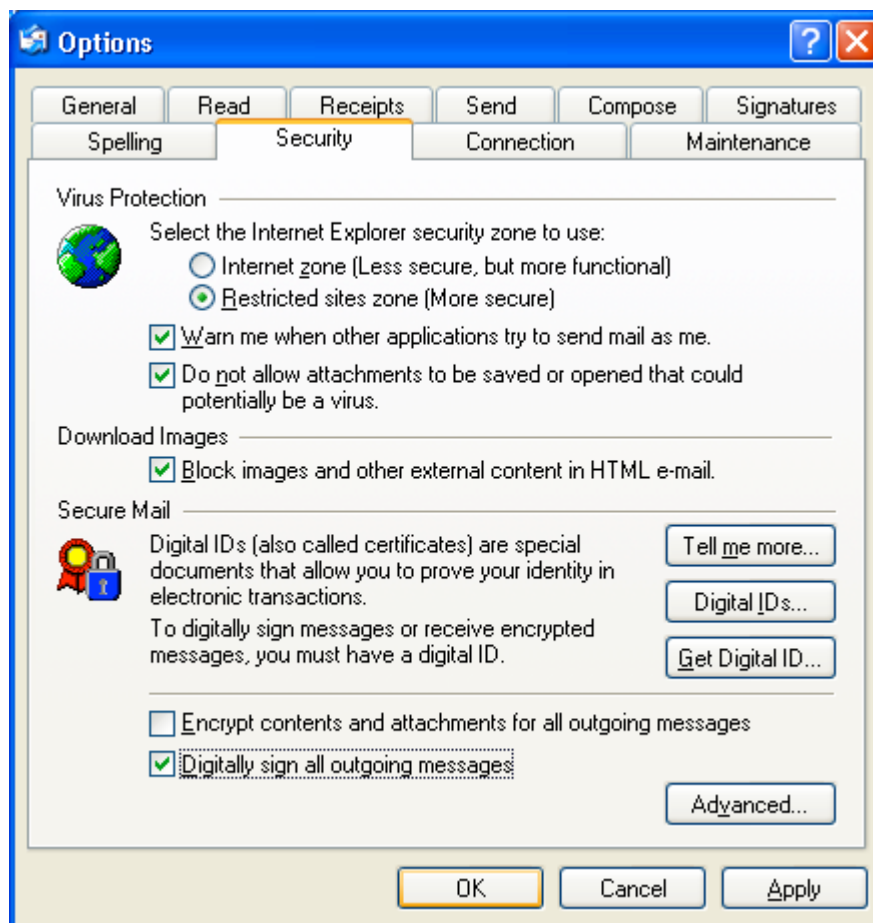 Options
General Read Receipts Send Compose Signatures
Spelling Security Connection Maintenance
Virus Protection
Select the Internet Explorer security zone to use:
Internet zone (Less secure, but more functional)
Restricted sites zone (More secure)
Warn me when other applications try to send mail as me.
Do not allow attachments to be saved or opened that could
potentially be a virus.
Download Images
Block images and other external content in HTML e-mail.
Secure Mail
Digital IDs (also called certificates) are special
documents that allow you to prove your identity in
electronic transactions.
To digitally sign messages or receive encrypted
messages, you must have a digital ID.
Tell me more...
Digital IDs...
Get Digital ID...
Encrypt contents and attachments for all outgoing messages
Digitally sign all outgoing messages
Advanced...
OK Cancel Apply